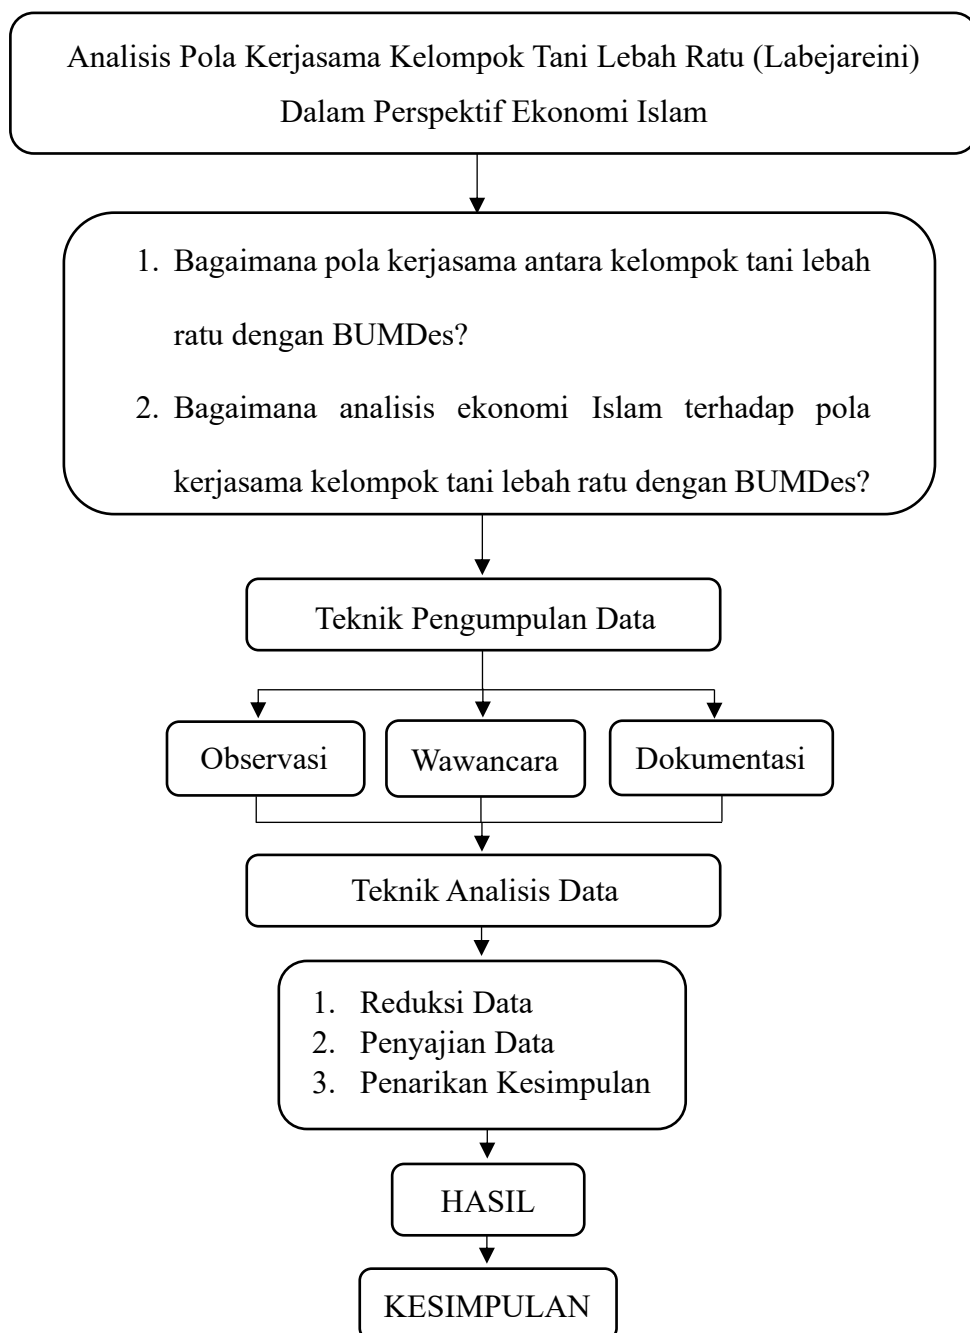 Analisis Pola Kerjasama Kelompok Tani Lebah Ratu (Labejareini)
Dalam Perspektif Ekonomi Islam
1. Bagaimana pola kerjasama antara kelompok tani lebah
ratu dengan BUMDes?
2. Bagaimana analisis ekonomi Islam terhadap pola
kerjasama kelompok tani lebah ratu dengan BUMDes?
Teknik Pengumpulan Data
Observasi
Wawancara
Dokumentasi
Teknik Analisis Data
1. Reduksi Data
2. Penyajian Data
3. Penarikan Kesimpulan
HASIL
KESIMPULAN